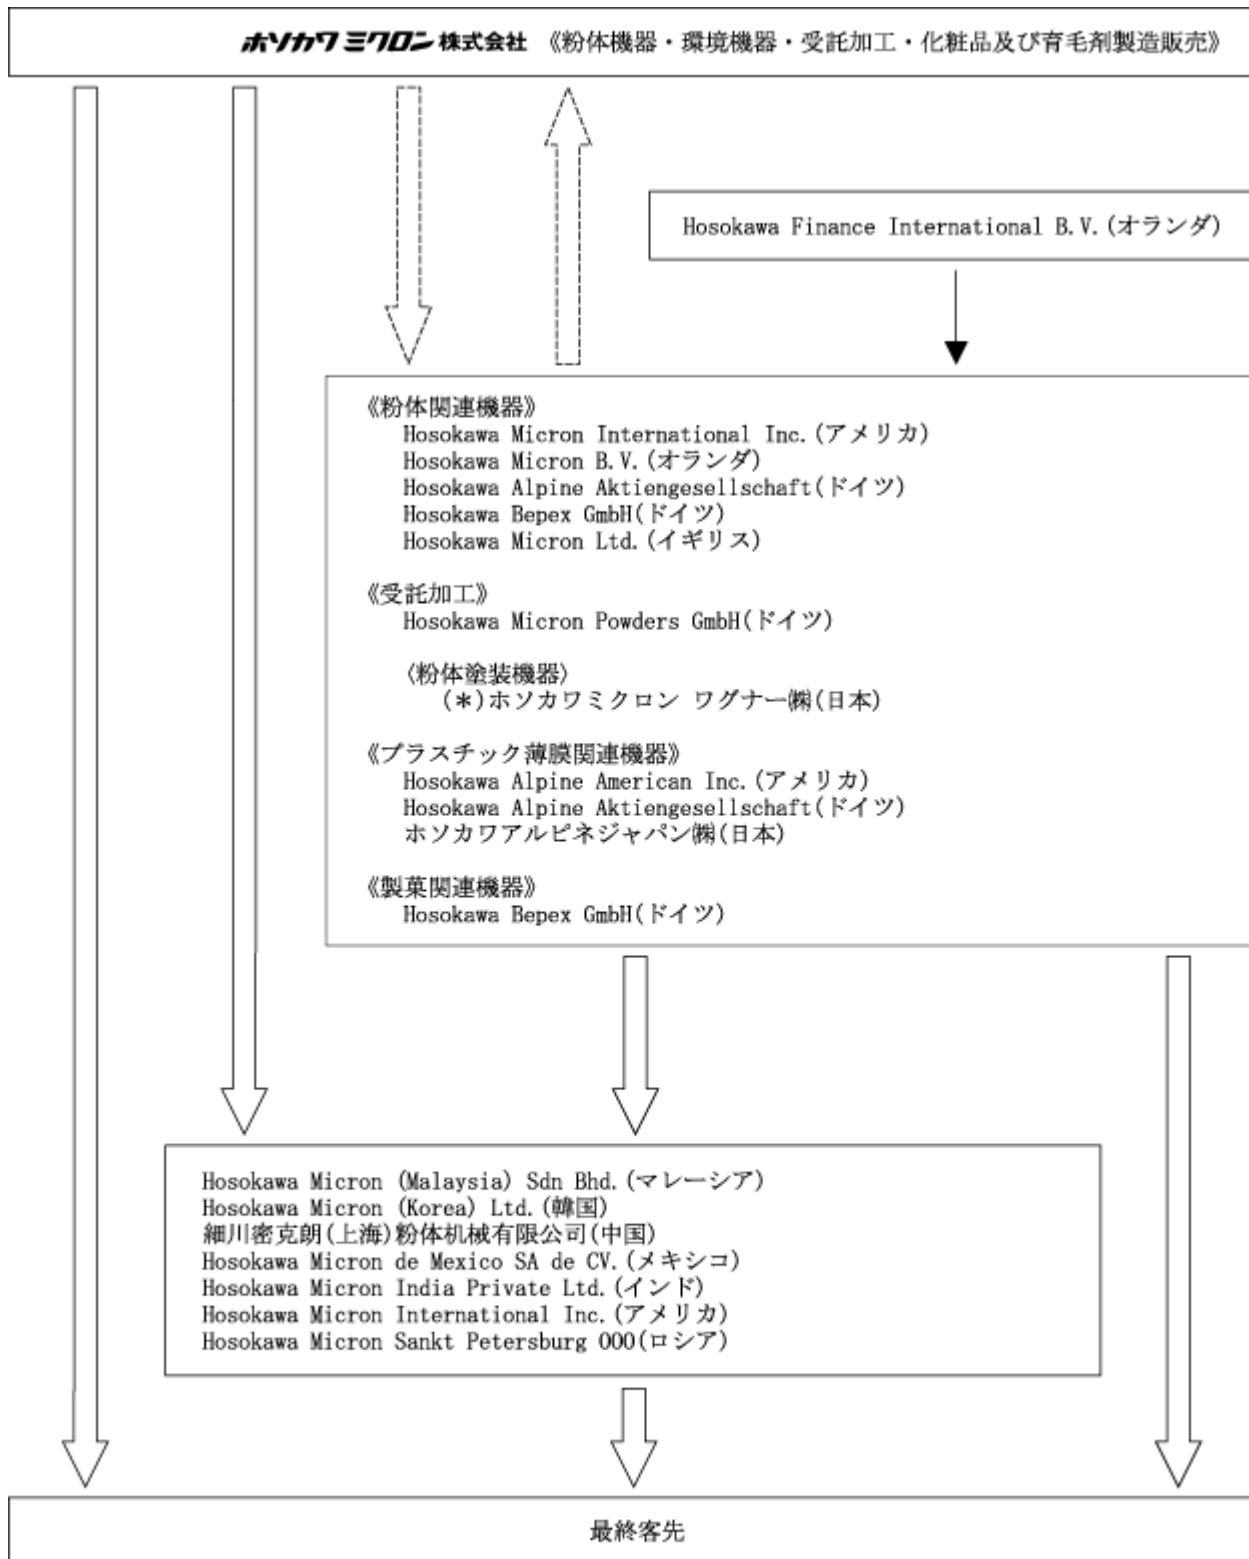 ホソカワミクロン株式会社 《粉体機器・環境機器・受託加工・化粧品及び育毛剤製造販売》
Hosokawa Finance International B.V.(オランダ)
《粉体関連機器》
Hosokawa Micron International Inc.(アメリカ)
Hosokawa Micron B.V.(オランダ)
Hosokawa Alpine Aktiengesellschaft(ドイツ)
Hosokawa Bepex GmbH(ドイツ)
Hosokawa Micron Ltd.(イギリス)
《受託加工》
Hosokawa Micron Powders GmbH(ドイツ)
〈粉体塗装機器〉
(*)ホソカワミクロン ワグナー㈱(日本)
《プラスチック薄膜関連機器》
Hosokawa Alpine American Inc.(アメリカ)
Hosokawa Alpine Aktiengesellschaft(ドイツ)
ホソカワアルピネジャパン㈱(日本)
《製菓関連機器》
Hosokawa Bepex GmbH(ドイツ)
Hosokawa Micron (Malaysia) Sdn Bhd.(マレーシア)
Hosokawa Micron (Korea) Ltd.(韓国)
細川密克朗(上海)粉体机械有限公司(中国)
Hosokawa Micron de Mexico SA de CV.(メキシコ)
Hosokawa Micron India Private Ltd.(インド)
Hosokawa Micron International Inc.(アメリカ)
Hosokawa Micron Sankt Petersburg OOO(ロシア)
最終客先